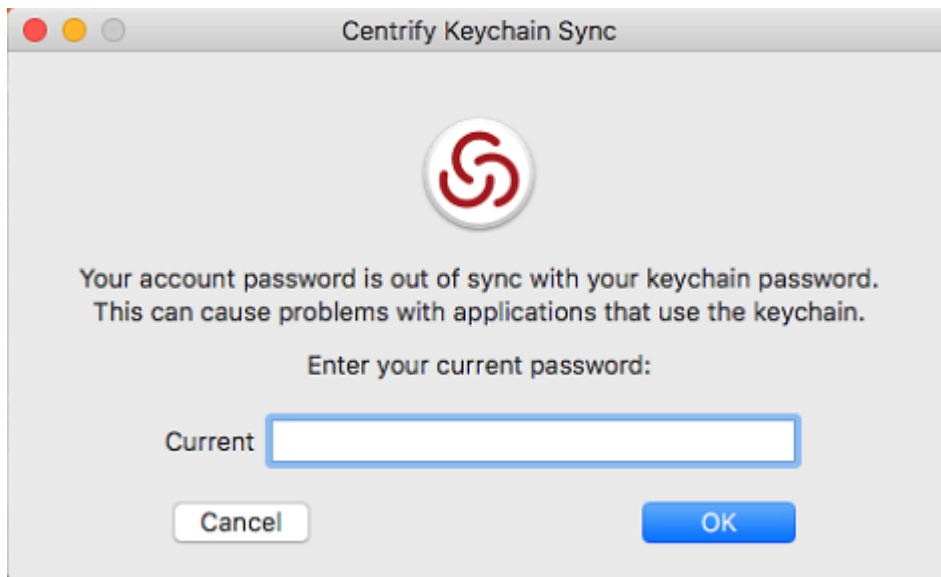 Centrify Keychain Sync
Your account password is out of sync with your keychain password.
This can cause problems with applications that use the keychain.
Enter your current password:
Current
Cancel
OK